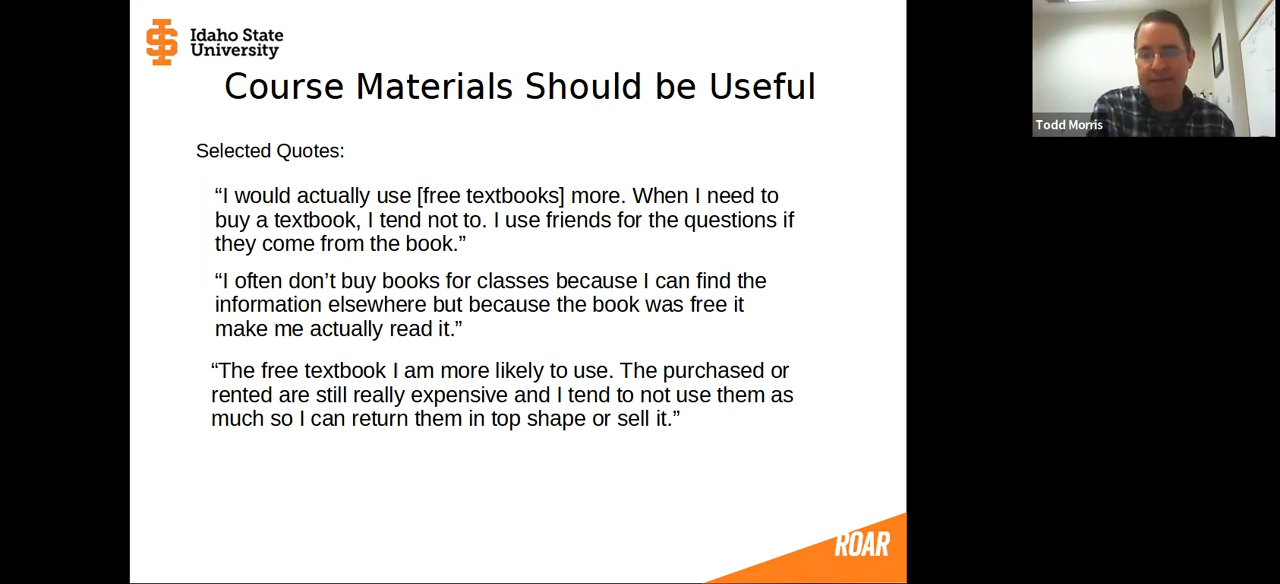 Idaho State
University
Course Materials Should be Useful
Selected Quotes:
“I would actually use [free textbooks] more. When I need to
buy a textbook, I tend not to. I use friends for the questions if
they come from the book.”
“I often don’t buy books for classes because I can find the
information elsewhere but because the book was free it
make me actually read it.”
“The free textbook I am more likely to use. The purchased or
rented are still really expensive and I tend to not use them as
much so I can return them in top shape or sell it.”
ROAR
Todd Morris